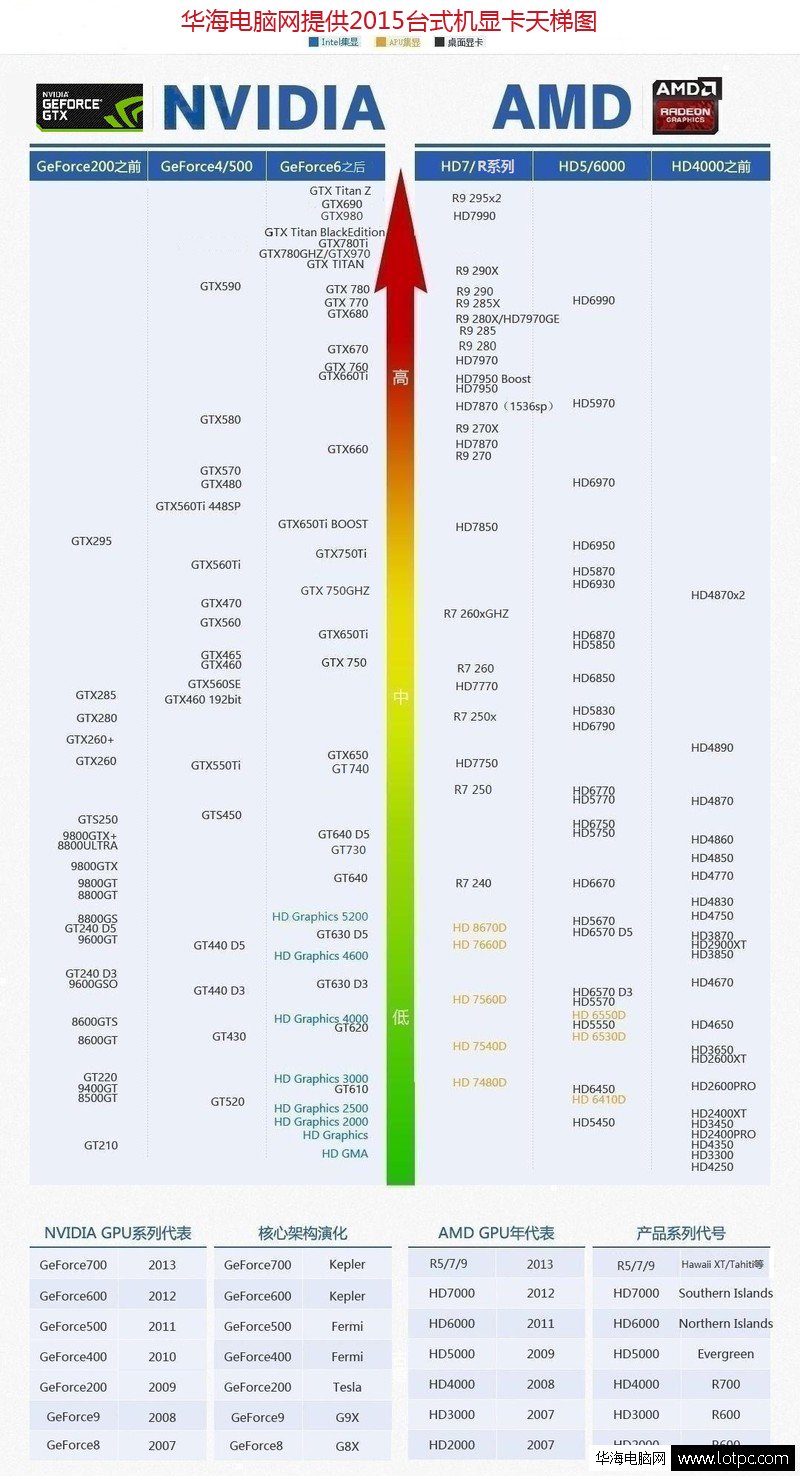 华海电脑网提供2015台式机显卡天梯图
Intel集显 APU集显 桌面显卡
NVIDIA GEFORCE GTX NVIDIA AMD AMD RADEON GRAPHICS
GeForce200之前 GeForce4/500 GeForce6之后 HD7/R系列 HD5/6000 HD4000之前
GTX Titan Z
R9 295x2
GTX690
GTX980 HD7990
GTX Titan BlackEdition
GTX780Ti
GTX780GHZ/GTX970
GTX TITAN
R9 290X
GTX590 GTX 780 R9 290
GTX 770 R9 285X HD6990
GTX680
R9 280X/HD7970GE
R9 285
GTX670 R9 280
HD7970
GTX 760
GTX660Ti HD7950 Boost
高
HD7950
HD7870（1536sp） HD5970
GTX580
R9 270X
GTX660 HD7870
R9 270
GTX570
GTX480 HD6970
GTX560Ti 448SP
GTX650Ti BOOST HD7850
GTX295 HD6950
GTX750Ti
GTX560Ti HD5870
HD6930
GTX 750GHZ HD4870x2
GTX470
R7 260xGHZ
GTX560
GTX650Ti HD6870
HD5850
GTX465
GTX460 GTX 750 R7 260
HD6850
GTX560SE HD7770
GTX285 GTX460 192bit 中
HD5830
GTX280 R7 250x
HD6790
GTX260+
HD4890
GTX260 GTX550Ti GTX650 HD7750
GT740
R7 250 HD6770
HD5770 HD4870
GTS250 GTS450
HD6750
9800GTX+ GT640 D5 HD5750
8800ULTRA GT730 HD4860
HD4850
9800GTX
GT640 HD4770
9800GT R7 240 HD6670
8800GT
HD4830
8800GS HD Graphics 5200 HD5670 HD4750
GT240 D5 HD 8670D
9600GT GT630 D5 HD6570 D5 HD3870
GT440 D5 HD 7660D HD2900XT
HD Graphics 4600 HD3850
GT240 D3
9600GSO GT630 D3 HD4670
GT440 D3 HD6570 D3
HD 7560D HD5570
8600GTS HD Graphics 4000 低 HD 6550D
GT620 HD5550 HD4650
8600GT GT430 HD 6530D
HD 7540D HD3650
HD2600XT
GT220 HD Graphics 3000 HD 7480D
9400GT GT610 HD6450 HD2600PRO
8500GT GT520 HD 6410D
HD Graphics 2500
HD2400XT
HD Graphics 2000 HD5450 HD3450
HD Graphics HD2400PRO
GT210 HD4350
HD GMA HD3300
HD4250
NVIDIA GPU系列代表 核心架构演化 AMD GPU年代表 产品系列代号
GeForce700 2013 GeForce700 Kepler R5/7/9 2013 R5/7/9 Hawaii XT/Tahiti等
GeForce600 2012 GeForce600 Kepler HD7000 2012 HD7000 Southern Islands
GeForce500 2011 GeForce500 Fermi HD6000 2011 HD6000 Northern Islands
GeForce400 2010 GeForce400 Fermi HD5000 2009 HD5000 Evergreen
GeForce200 2009 GeForce200 Tesla HD4000 2008 HD4000 R700
GeForce9 2008 GeForce9 G9X HD3000 2007 HD3000 R600
GeForce8 2007 GeForce8 G8X HD2000 2007 HD2000 R600
华海电脑网 www.lotpc.com